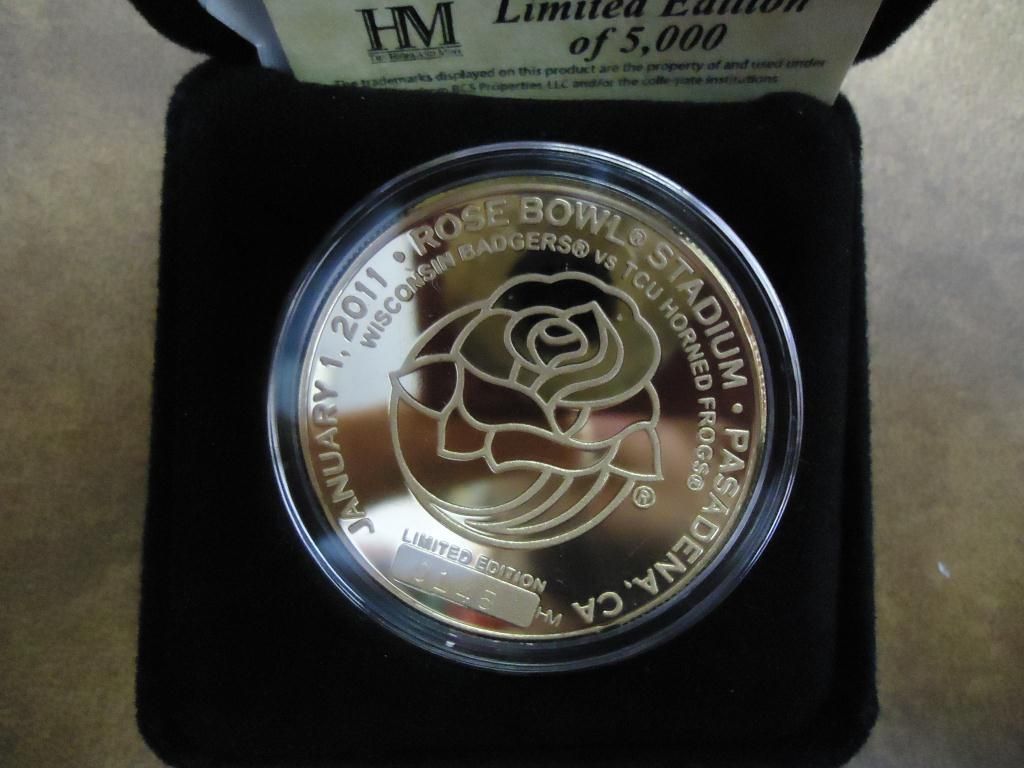 HM
Limited Edition
of 5,000
The trademarks displayed on this product are the property of and used under
BCS Properties, LLC and/or the collegiate institutions
JANUARY 1, 2011 • ROSE BOWL® STADIUM • PASADENA, CA
WISCONSIN BADGERS® VS TCU HORNED FROGS®
®
LIMITED EDITION
0145
HM